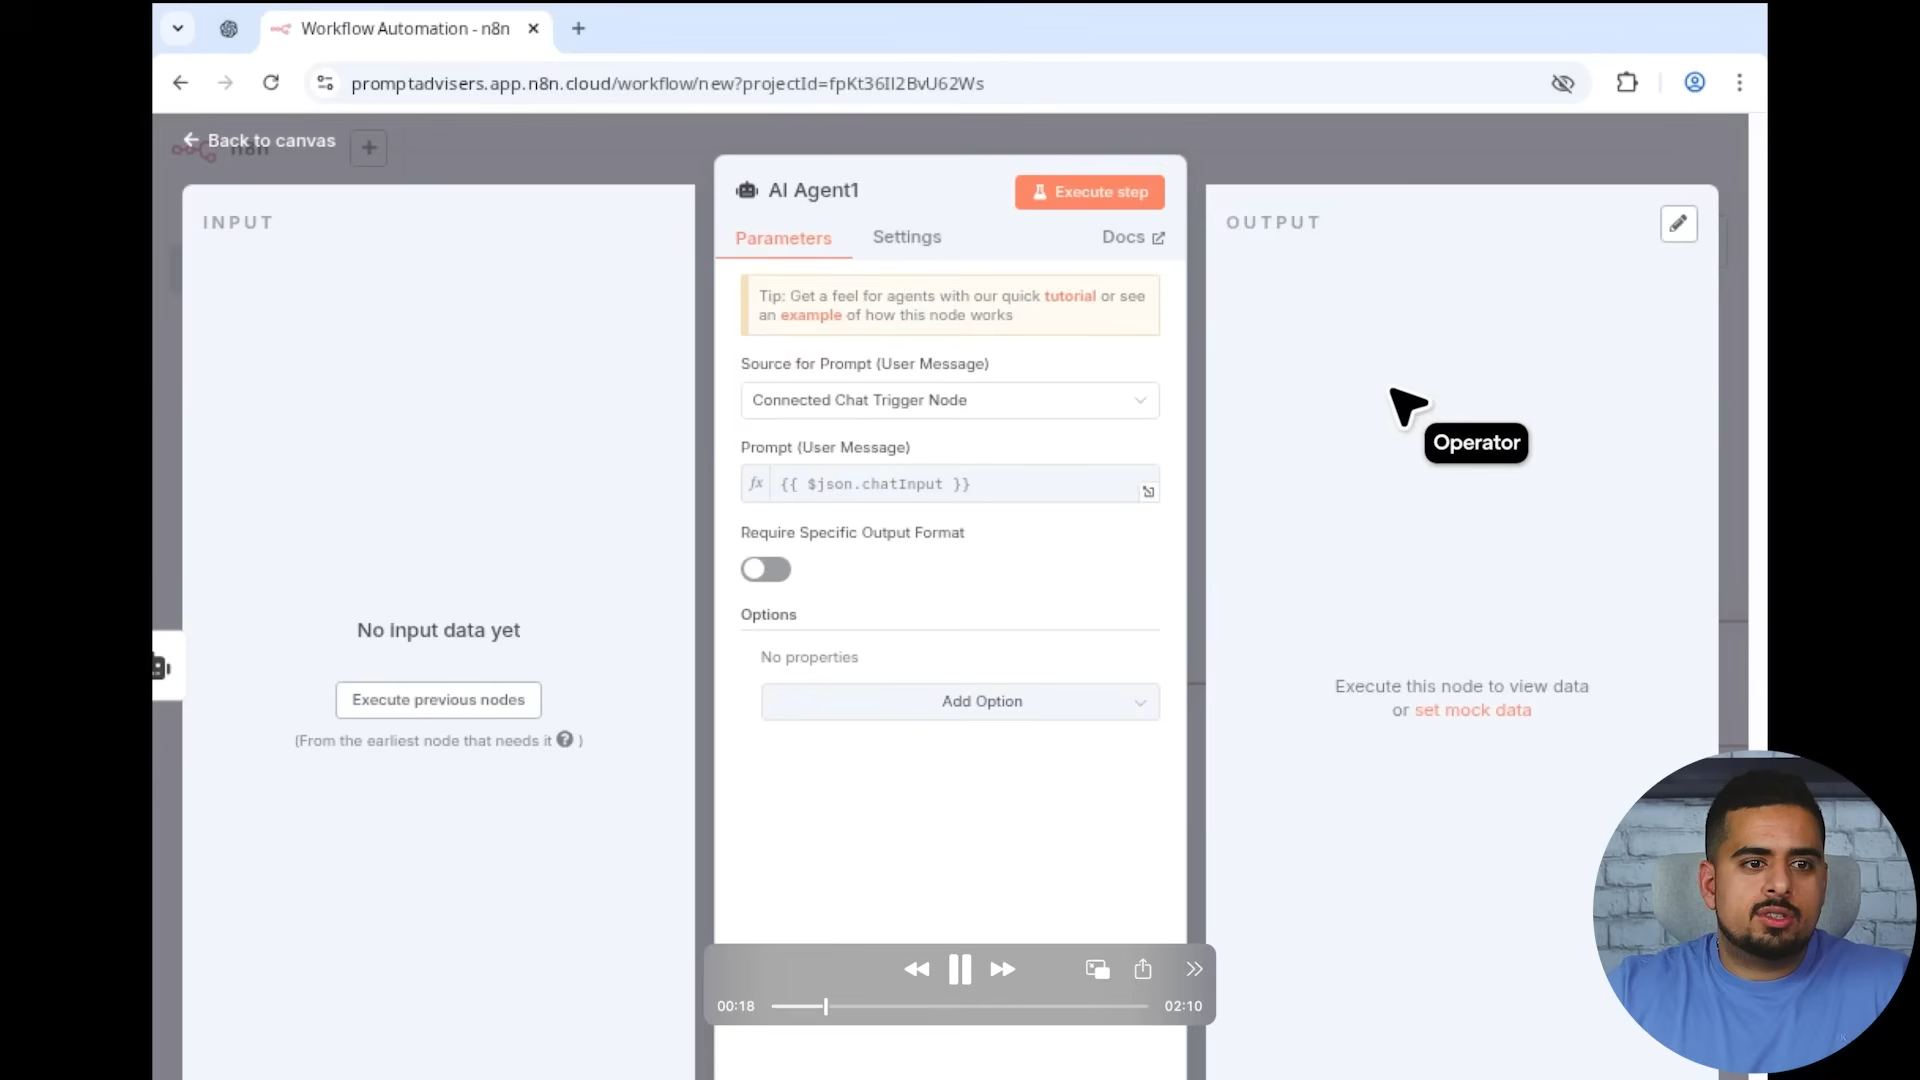 Workflow Automation - n8n
promptadvisers.app.n8n.cloud/workflow/new?projectId=fpKt36Il2BvU62Ws
Back to canvas
n8n
INPUT
No input data yet
Execute previous nodes
(From the earliest node that needs it ? )
AI Agent1
Execute step
Parameters
Settings
Docs
Tip: Get a feel for agents with our quick tutorial or see
an example of how this node works
Source for Prompt (User Message)
Connected Chat Trigger Node
Prompt (User Message)
fx {{ $json.chatInput }}
Require Specific Output Format
Options
No properties
Add Option
OUTPUT
Operator
Execute this node to view data
or set mock data
00:18
02:10